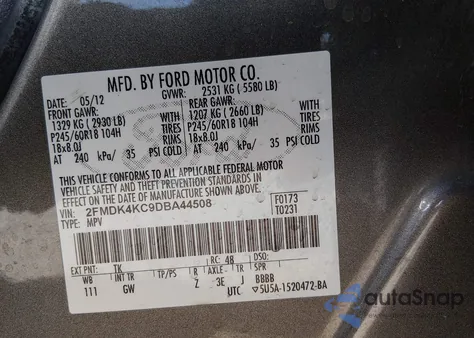 MFD. BY FORD MOTOR CO.
DATE: 05/12 GVWR: 2531 KG ( 5580 LB)
FRONT GAWR: REAR GAWR:
1329 KG ( 2930 LB) WITH 1207 KG ( 2660 LB) WITH
P245/60R18 104H TIRES P245/60R18 104H TIRES
18x8.0J RIMS 18x8.0J RIMS
AT 240 kPa/ 35 PSI COLD AT 240 kPa/ 35 PSI COLD
THIS VEHICLE CONFORMS TO ALL APPLICABLE FEDERAL MOTOR
VEHICLE SAFETY AND THEFT PREVENTION STANDARDS IN
EFFECT ON THE DATE OF MANUFACTURE SHOWN ABOVE.
VIN: 2FMDK4KC9DBA44508 F0173
TYPE: MPV T0231
EXT PNT: TK RC: 48 DSO:
WB INT TR TP/PS R AXLE TR SPR
111 GW Z 3E J BBBB
UTC 5U5A-1520472-BA
autoSnap